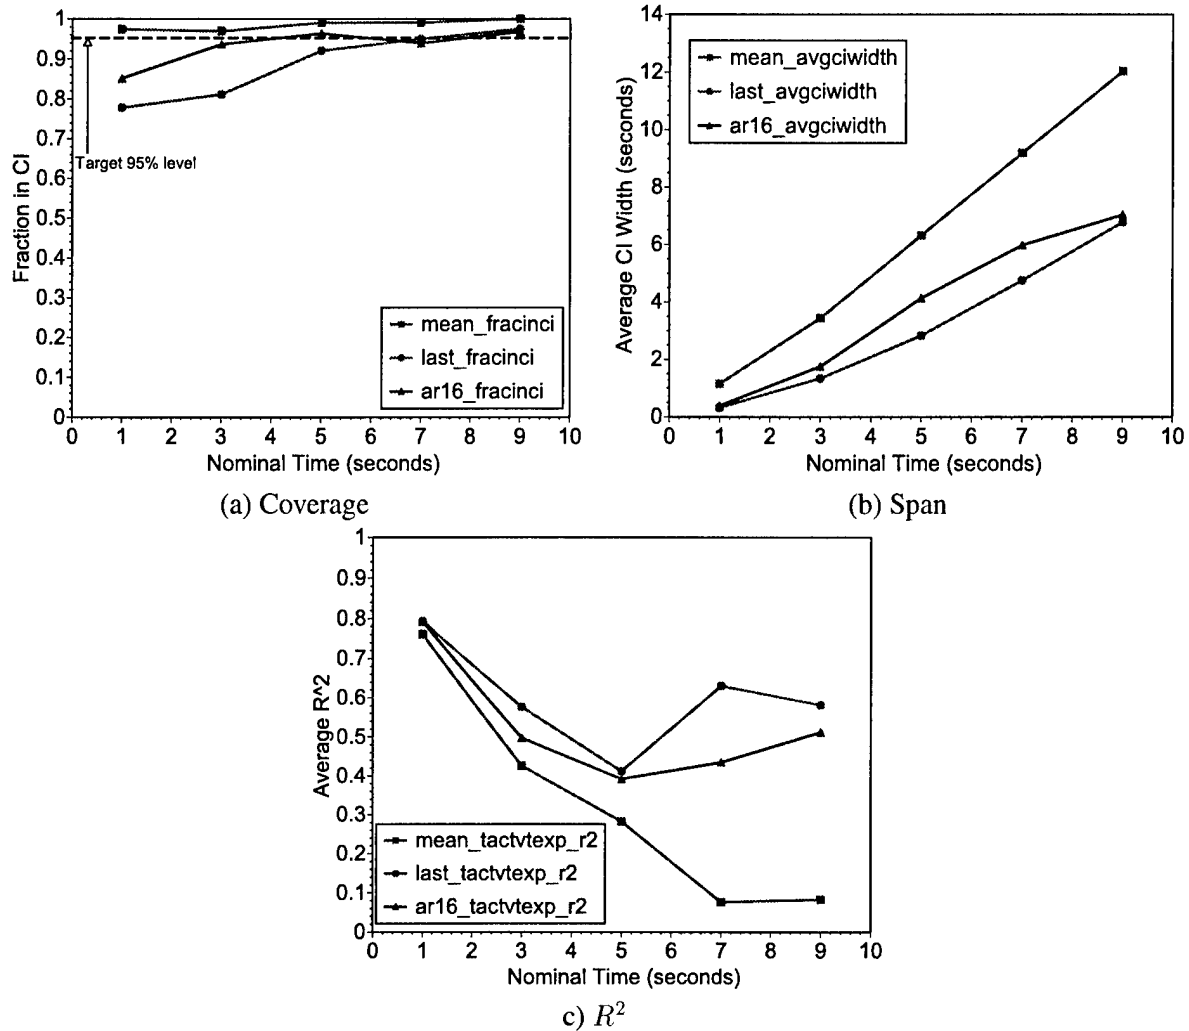 1
0.9
0.8
0.7
0.6
0.5
0.4
0.3
0.2
0.1
0
Fraction in CI
Target 95% level
mean_fracinci
last_fracinci
ar16_fracinci
0 1 2 3 4 5 6 7 8 9 10
Nominal Time (seconds)
(a) Coverage
14
12
10
8
6
4
2
0
Average CI Width (seconds)
mean_avgciwidth
last_avgciwidth
ar16_avgciwidth
0 1 2 3 4 5 6 7 8 9 10
Nominal Time (seconds)
(b) Span
1
0.9
0.8
0.7
0.6
0.5
0.4
0.3
0.2
0.1
0
Average R^2
mean_tactvtexp_r2
last_tactvtexp_r2
ar16_tactvtexp_r2
0 1 2 3 4 5 6 7 8 9 10
Nominal Time (seconds)
c) R²